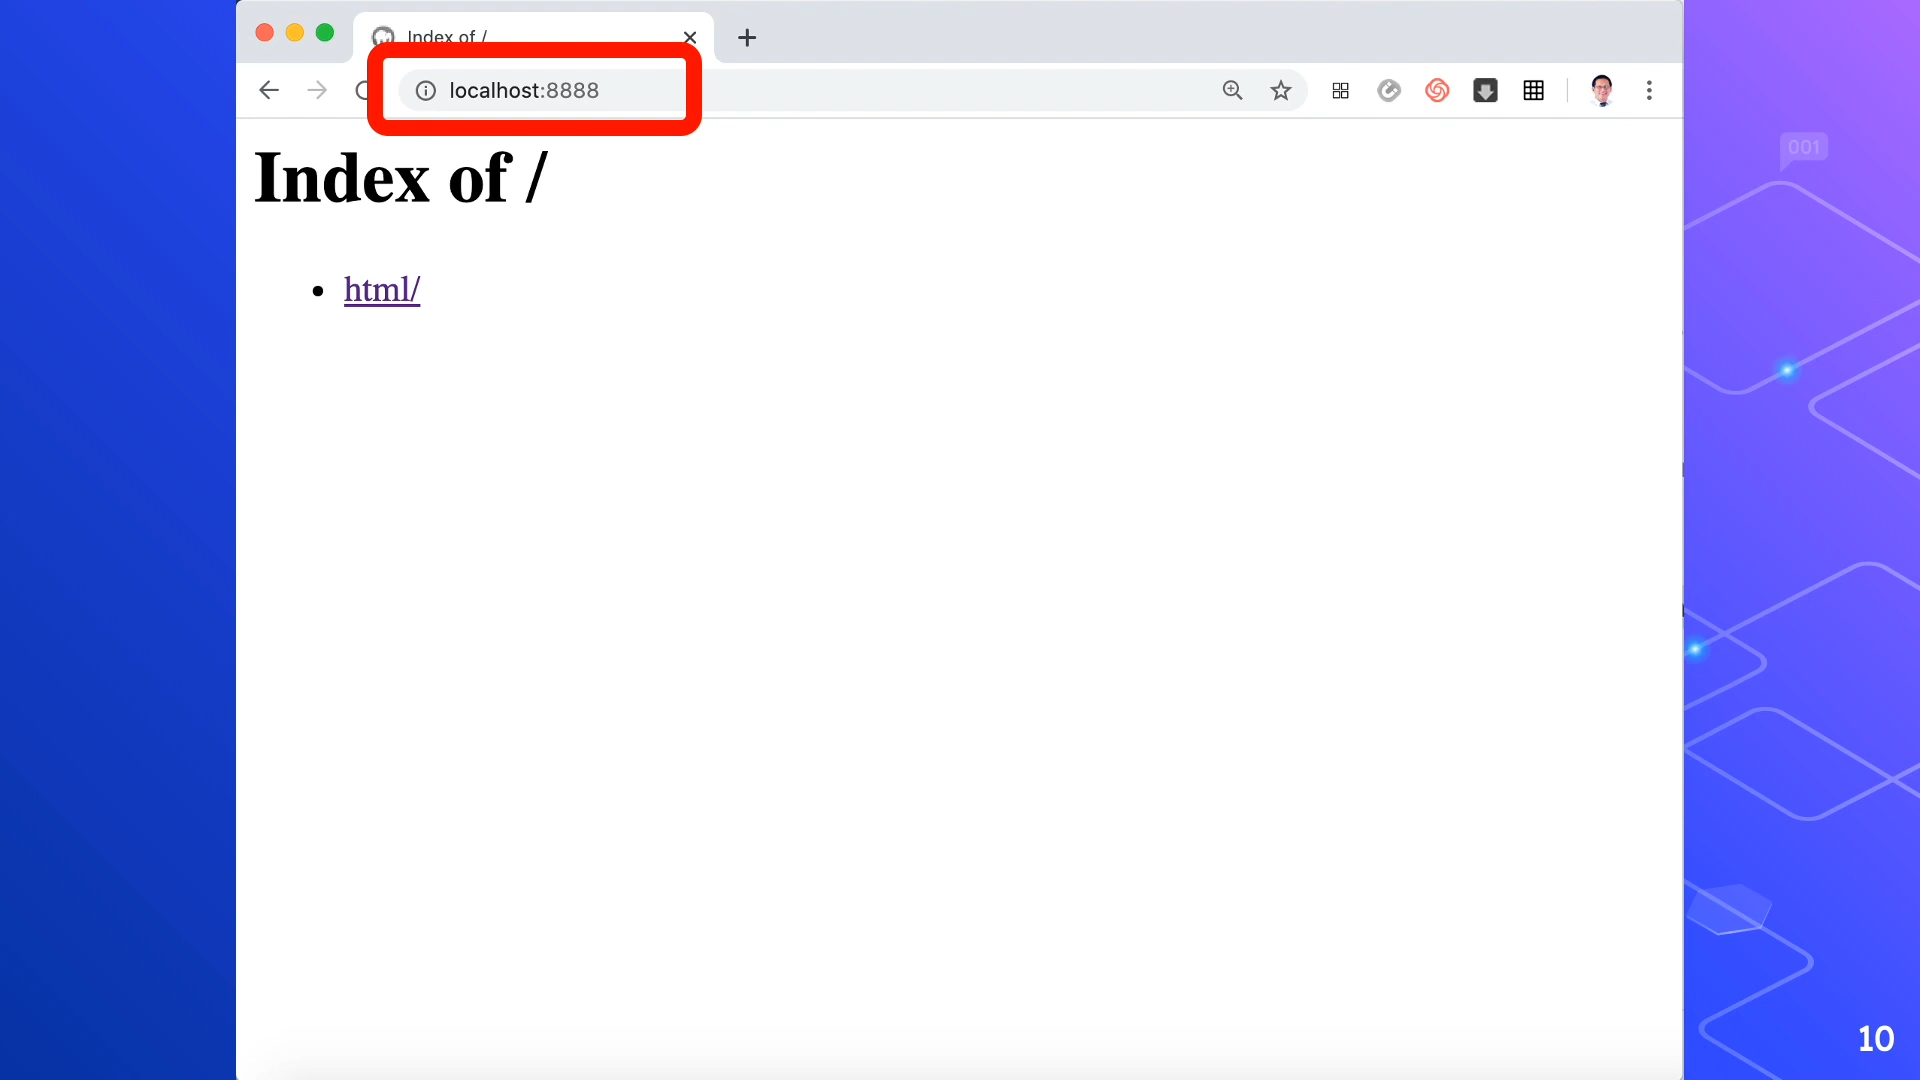 Index of /
localhost:8888
Index of /
html/
001
10